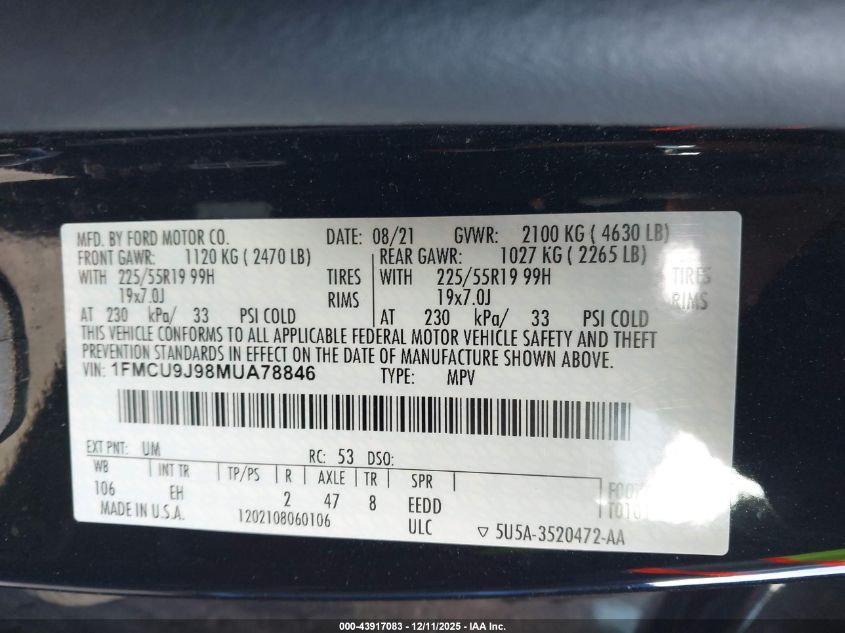 MFD. BY FORD MOTOR CO. DATE: 08/21 GVWR: 2100 KG ( 4630 LB)
FRONT GAWR: 1120 KG ( 2470 LB) REAR GAWR: 1027 KG ( 2265 LB)
WITH 225/55R19 99H TIRES WITH 225/55R19 99H TIRES
19x7.0J RIMS 19x7.0J RIMS
AT 230 kPa/ 33 PSI COLD AT 230 kPa/ 33 PSI COLD
THIS VEHICLE CONFORMS TO ALL APPLICABLE FEDERAL MOTOR VEHICLE SAFETY AND THEFT
PREVENTION STANDARDS IN EFFECT ON THE DATE OF MANUFACTURE SHOWN ABOVE.
VIN: 1FMCU9J98MUA78846 TYPE: MPV
EXT PNT: UM RC: 53 DSO:
WB INT TR TP/PS R AXLE TR SPR
106 EH 2 47 8 EEDD
MADE IN U.S.A. 1202108060106 ULC ▽ 5U5A-3520472-AA
000-43917083 - 12/11/2025 - IAA Inc.